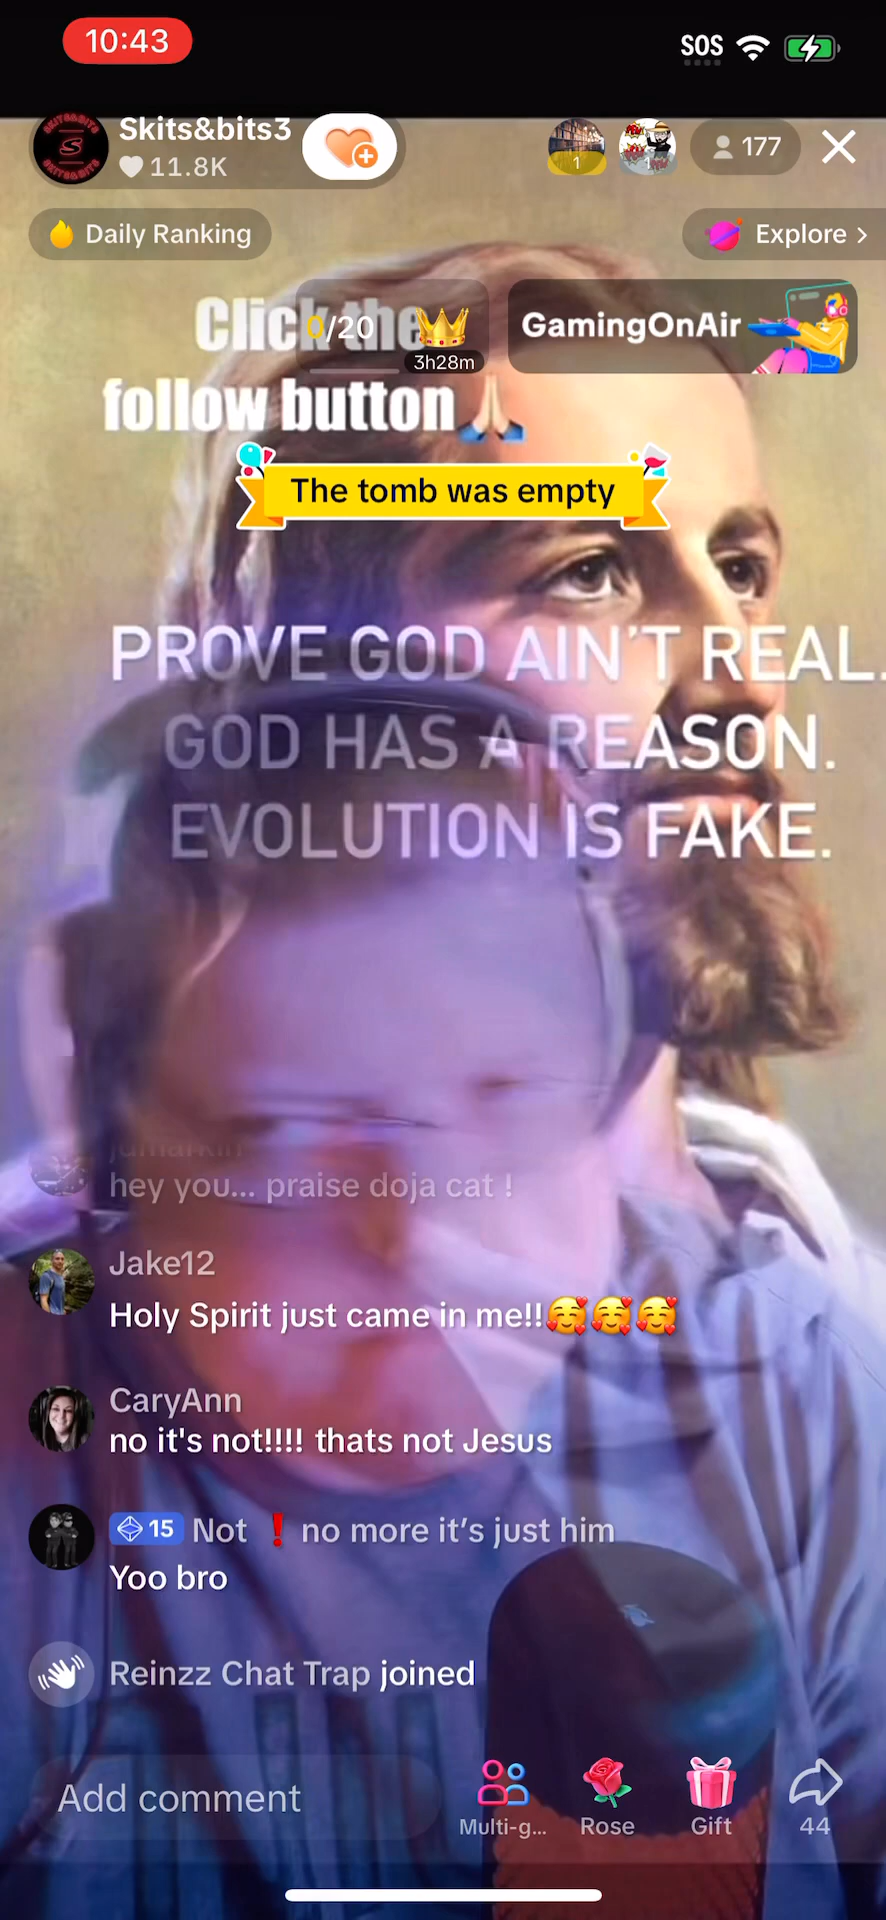 10:43
SOS
Skits&bits3
11.8K
1
1
177
Daily Ranking
Explore >
Click the
0/20
3h28m
GamingOnAir
follow button🙏🏻
The tomb was empty
PROVE GOD AIN'T REAL.
GOD HAS A REASON.
EVOLUTION IS FAKE.
hey you... praise doja cat !
Jake12
Holy Spirit just came in me!!🥰🥰🥰
CaryAnn
no it's not!!!! thats not Jesus
15 Not ❗ no more it's just him
Yoo bro
Reinzz Chat Trap joined
Add comment
Multi-g...
Rose
Gift
44